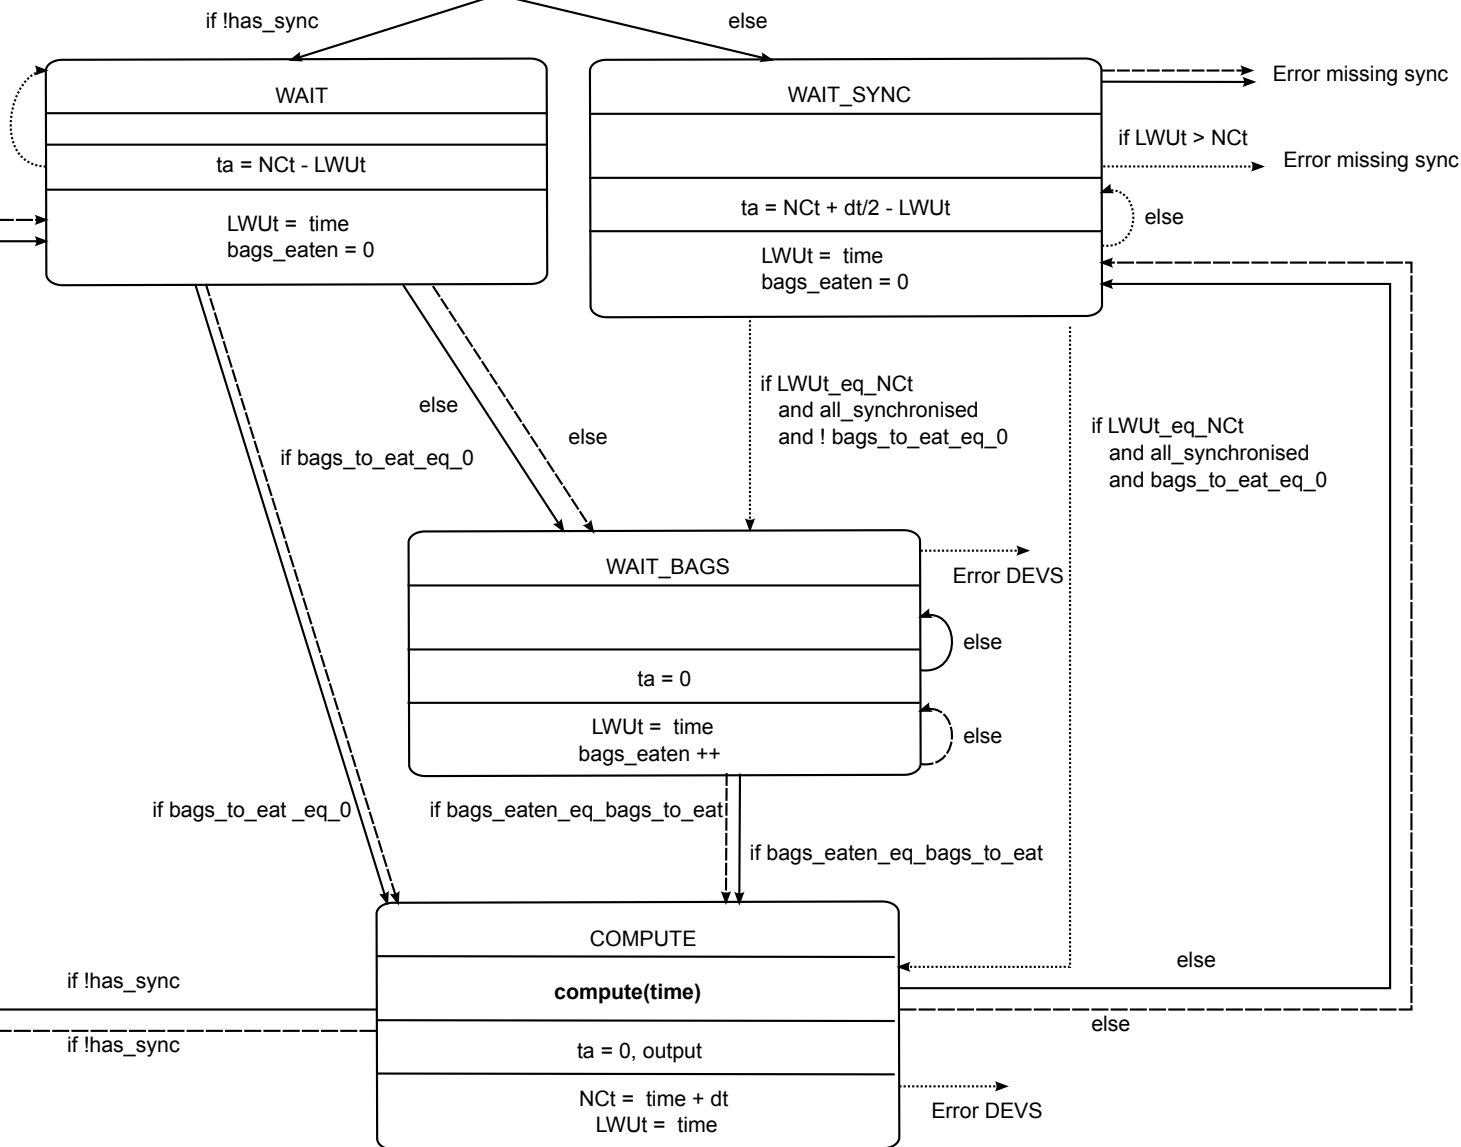 if !has_sync
else
WAIT
ta = NCt - LWUt
LWUt =  time
bags_eaten = 0
WAIT_SYNC
ta = NCt + dt/2 - LWUt
LWUt =  time
bags_eaten = 0
Error missing sync
if LWUt > NCt
Error missing sync
else
else
if bags_to_eat_eq_0
else
if LWUt_eq_NCt
and all_synchronised
and ! bags_to_eat_eq_0
if LWUt_eq_NCt
and all_synchronised
and bags_to_eat_eq_0
WAIT_BAGS
ta = 0
LWUt =  time
bags_eaten ++
Error DEVS
else
else
if bags_to_eat _eq_0
if bags_eaten_eq_bags_to_eat
if bags_eaten_eq_bags_to_eat
COMPUTE
compute(time)
ta = 0, output
NCt =  time + dt
LWUt =  time
if !has_sync
if !has_sync
else
else
Error DEVS